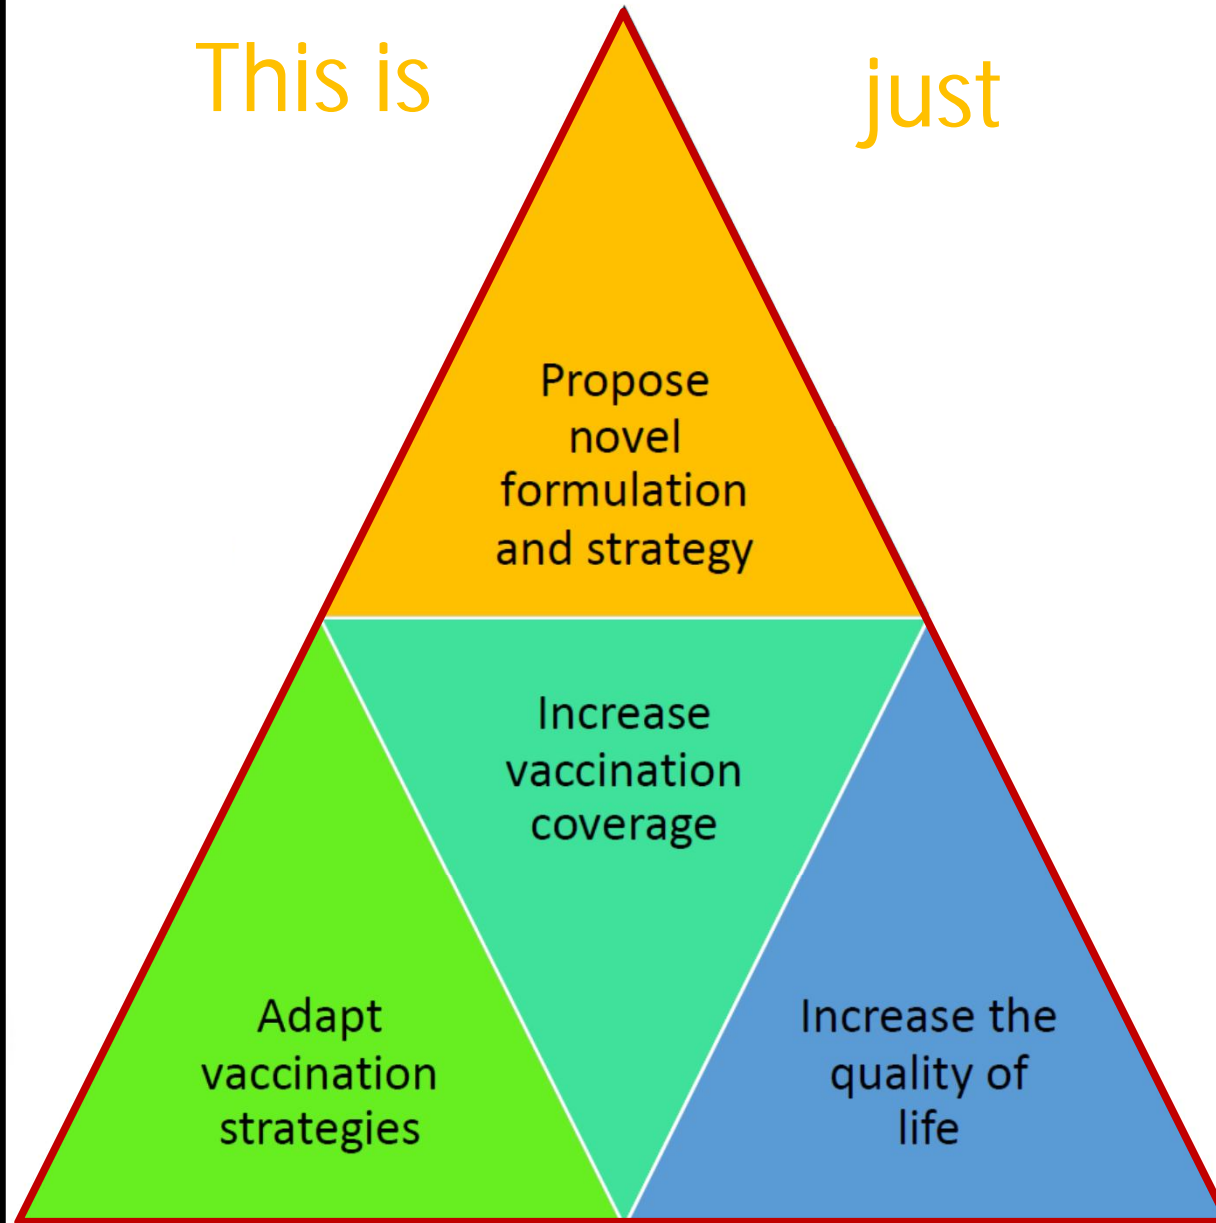 This is just
Propose
novel
formulation
and strategy
Increase
vaccination
coverage
Adapt
vaccination
strategies
Increase the
quality of
life